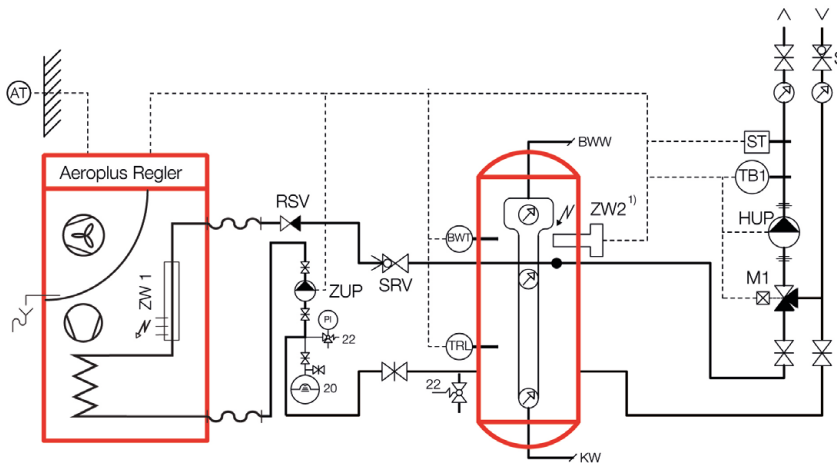 AT
ST
BWW
Aeroplus Regler
TB1
RSV
ZW2 1)
HUP
BWT
M1
ZW 1
ZUP
SRV
PI
22
TRL
20
22
KW